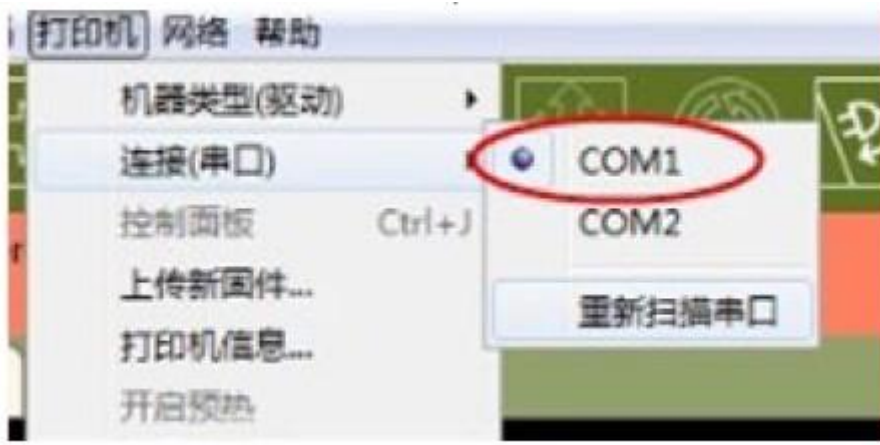 打印机 网络 帮助
机器类型(驱动)
连接(串口)
COM1
控制面板 Ctrl+J
COM2
上传新固件...
重新扫描串口
打印机信息...
开启预热